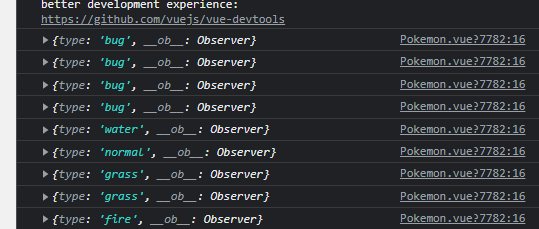 better development experience:
https://github.com/vuejs/vue-devtools
▶{type: 'bug', __ob__: Observer} Pokemon.vue?7782:16
▶{type: 'bug', __ob__: Observer} Pokemon.vue?7782:16
▶{type: 'bug', __ob__: Observer} Pokemon.vue?7782:16
▶{type: 'bug', __ob__: Observer} Pokemon.vue?7782:16
▶{type: 'water', __ob__: Observer} Pokemon.vue?7782:16
▶{type: 'normal', __ob__: Observer} Pokemon.vue?7782:16
▶{type: 'grass', __ob__: Observer} Pokemon.vue?7782:16
▶{type: 'grass', __ob__: Observer} Pokemon.vue?7782:16
▶{type: 'fire', __ob__: Observer} Pokemon.vue?7782:16